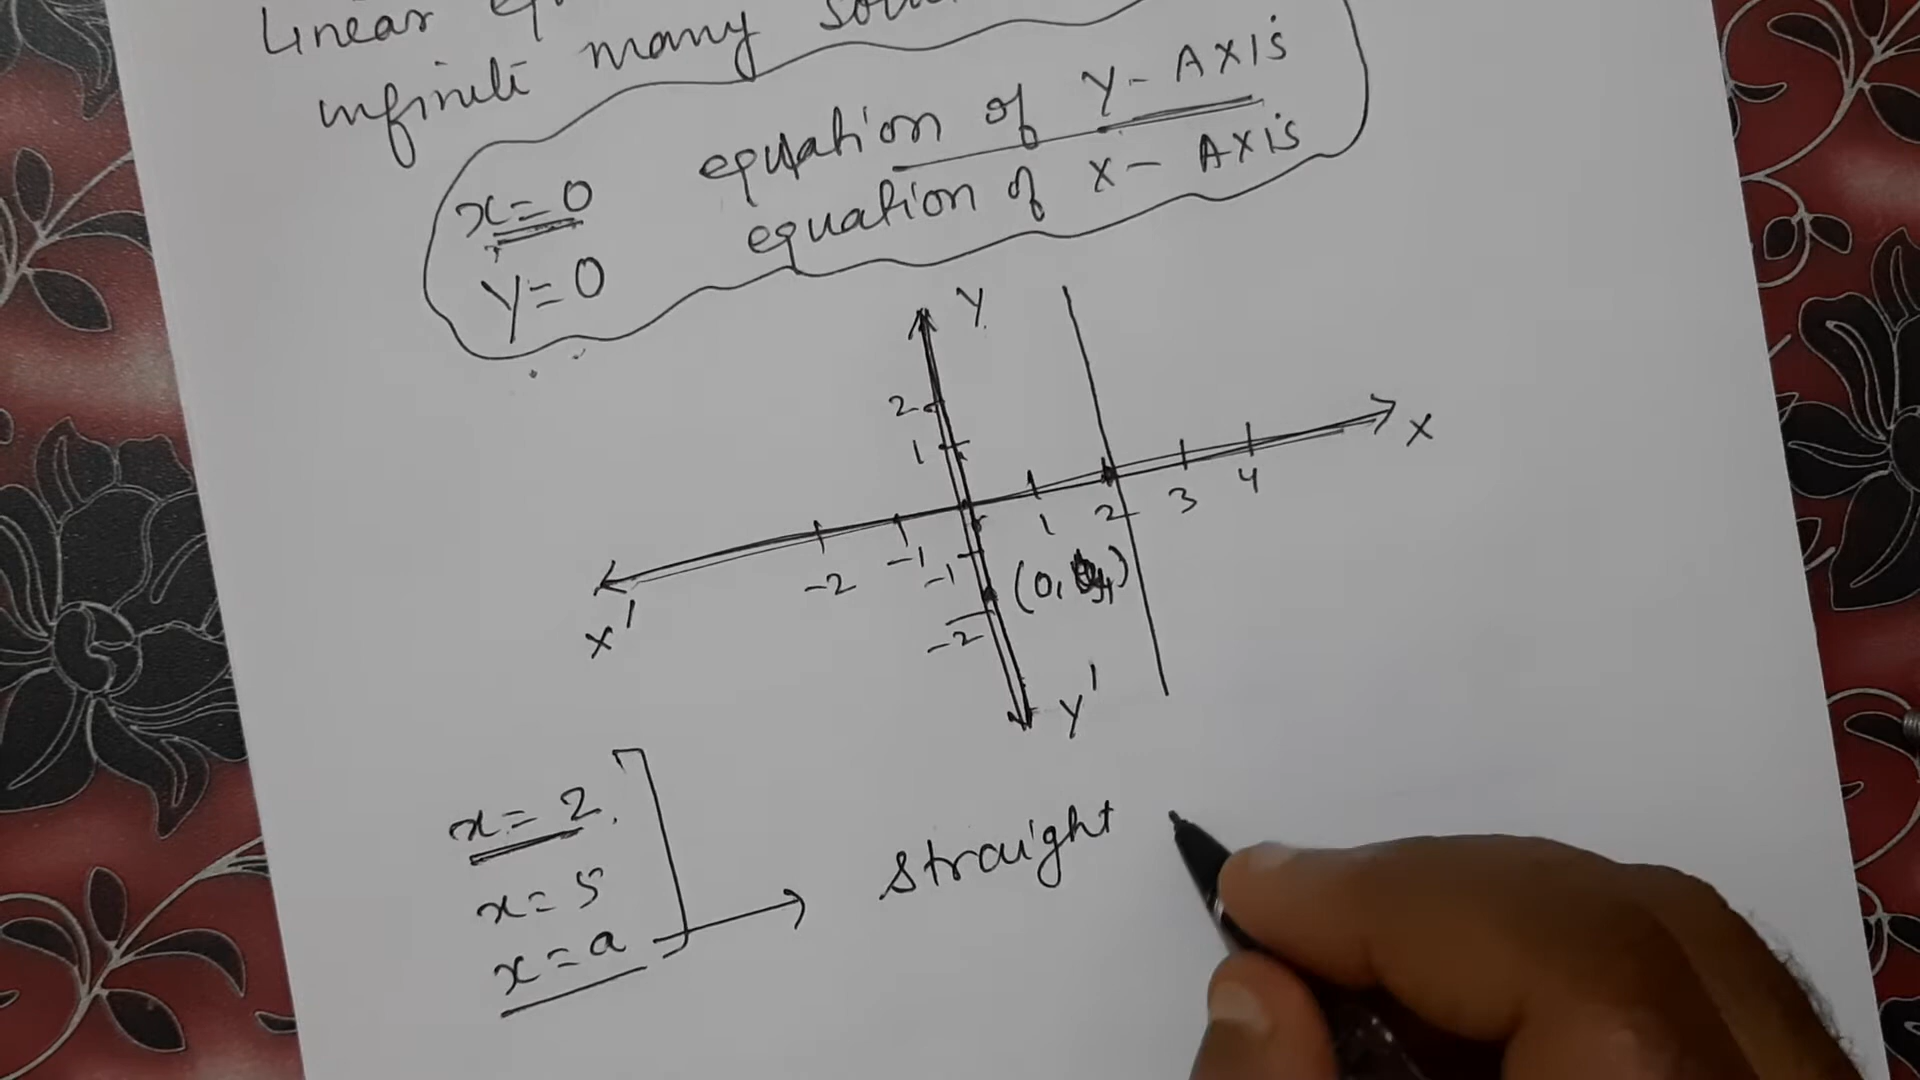 Linear
infinite many
x=0 equation of Y-AXIS
Y=0 equation of X-AXIS
Y
2
1
X
-2 -1 1 2 3 4
-1
(0, )
-2
X'
Y'
x=2
x=5
x=a
straight